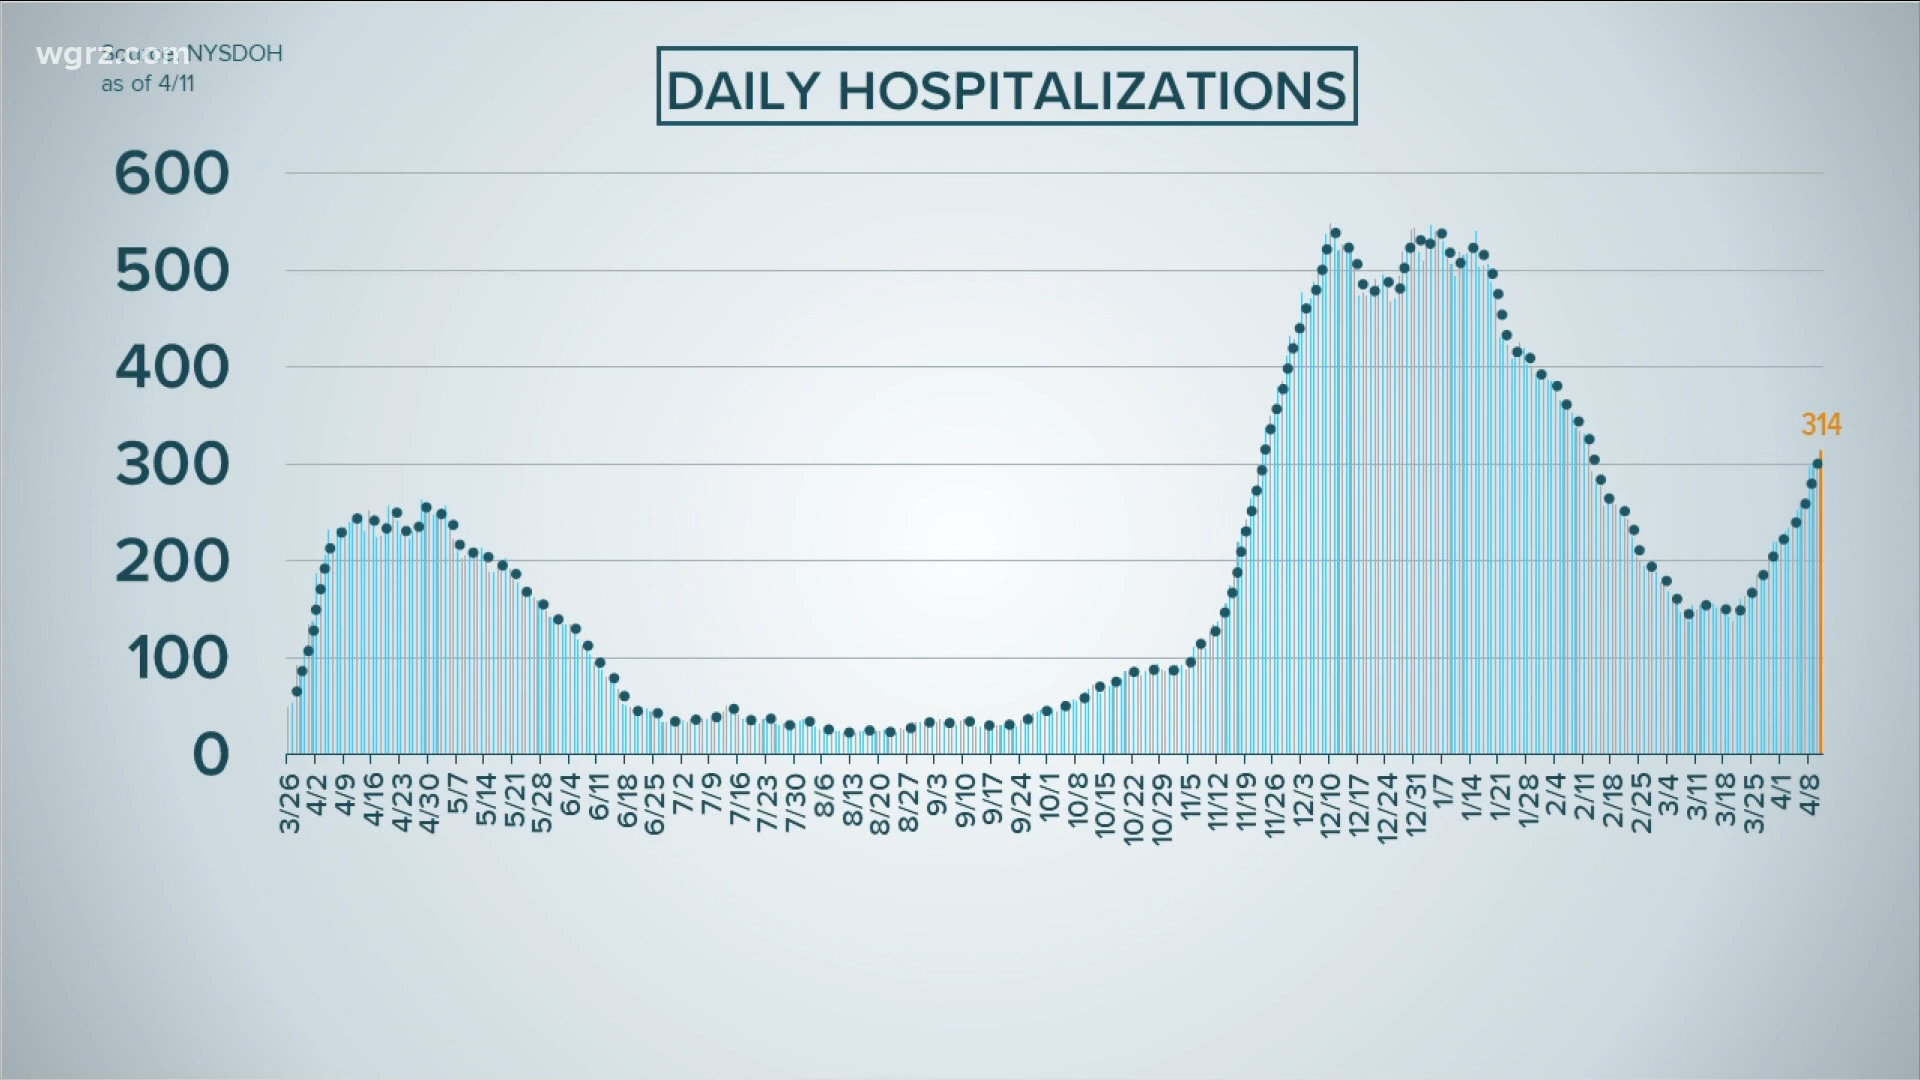 wgrz.com
Source: NYSDOH
as of 4/11
DAILY HOSPITALIZATIONS
600
500
400
300
200
100
0
314
3/26 4/2 4/9 4/16 4/23 4/30 5/7 5/14 5/21 5/28 6/4 6/11 6/18 6/25 7/2 7/9 7/16 7/23 7/30 8/6 8/13 8/20 8/27 9/3 9/10 9/17 9/24 10/1 10/8 10/15 10/22 10/29 11/5 11/12 11/19 11/26 12/3 12/10 12/17 12/24 12/31 1/7 1/14 1/21 1/28 2/4 2/11 2/18 2/25 3/4 3/11 3/18 3/25 4/1 4/8